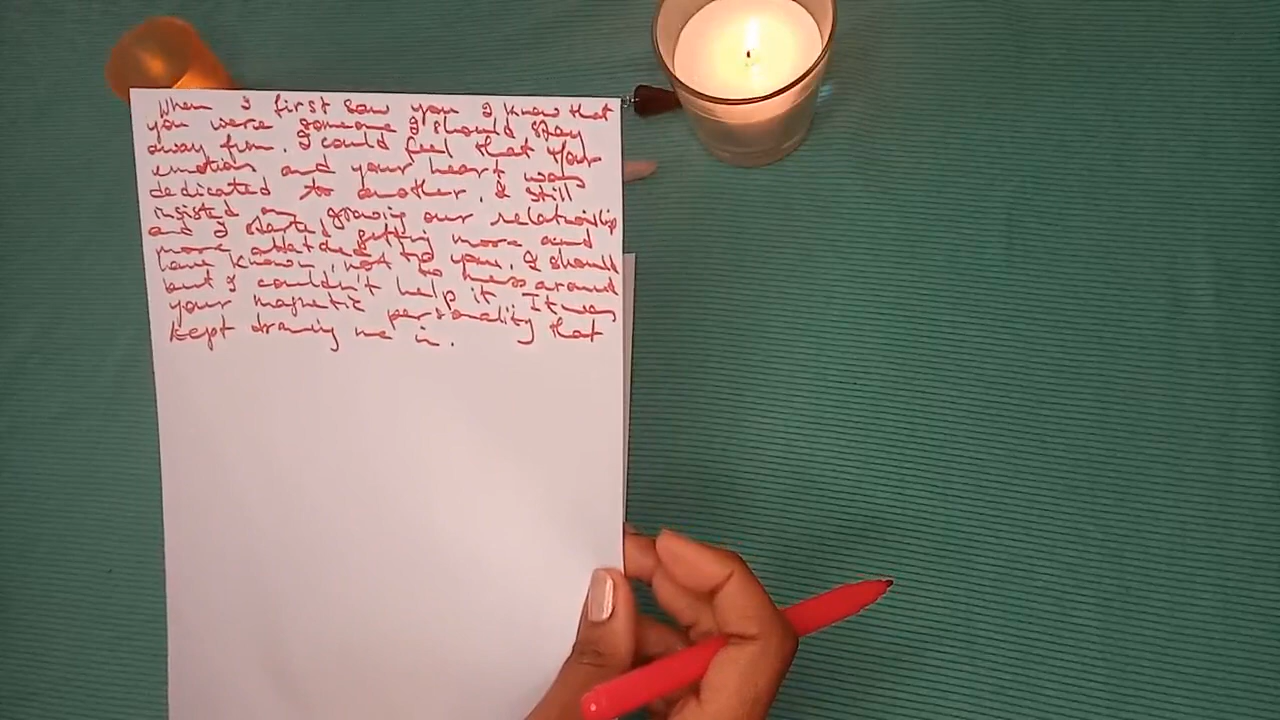 When I first saw you I knew that
you were someone I should stay
away from. I could feel that your
emotion and your heart was
dedicated to another. I still
insisted on growing our relationship
and I started getting more and
more attatched to you. I should
have known not to mess around
but I couldn't help it. It was
your magnetic personality that
kept drawing me in.